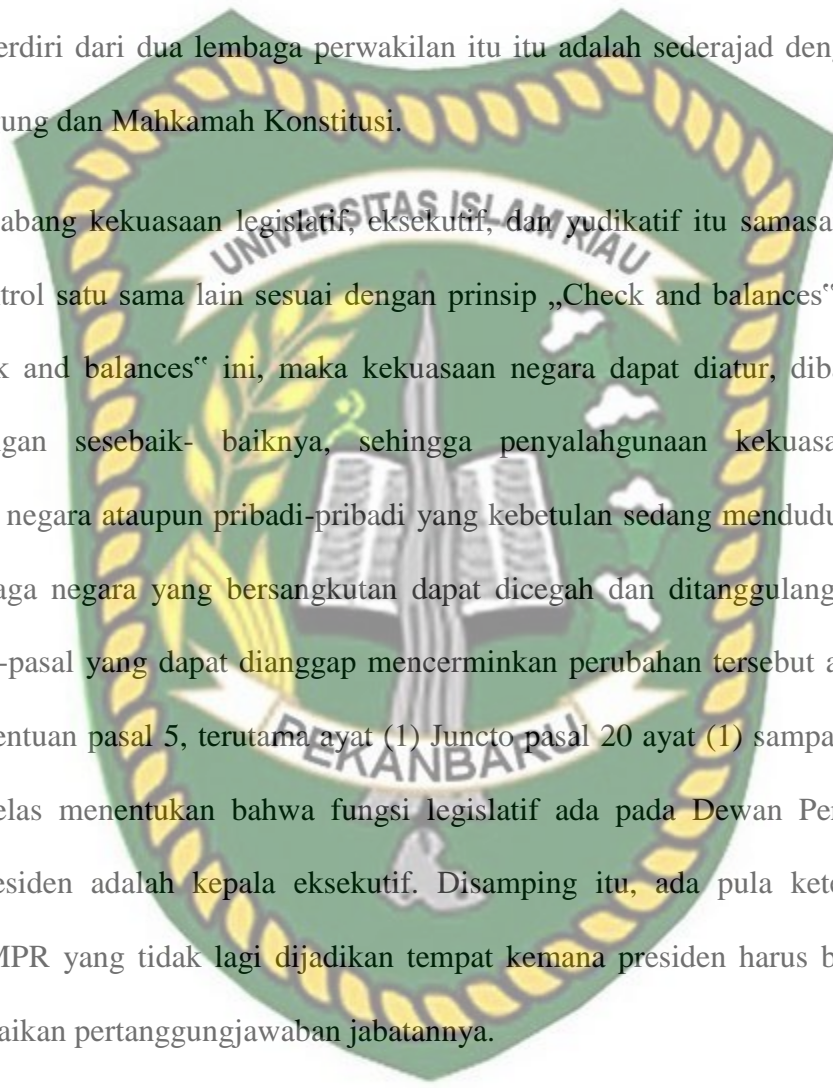 erdiri dari dua lembaga perwakilan itu itu adalah sederajad deng
ung dan Mahkamah Konstitusi.
abang kekuasaan legislatif, eksekutif, dan yudikatif itu samasa
trol satu sama lain sesuai dengan prinsip „Check and balances‟
k and balances‟ ini, maka kekuasaan negara dapat diatur, diba
ngan sesebaik- baiknya, sehingga penyalahgunaan kekuasa
negara ataupun pribadi-pribadi yang kebetulan sedang mendudu
aga negara yang bersangkutan dapat dicegah dan ditanggulang
-pasal yang dapat dianggap mencerminkan perubahan tersebut a
entuan pasal 5, terutama ayat (1) Juncto pasal 20 ayat (1) sampa
elas menentukan bahwa fungsi legislatif ada pada Dewan Per
esiden adalah kepala eksekutif. Disamping itu, ada pula kete
MPR yang tidak lagi dijadikan tempat kemana presiden harus b
aikan pertanggungjawaban jabatannya.
UNIVERSITAS ISLAM RIAU
PEKANBARU